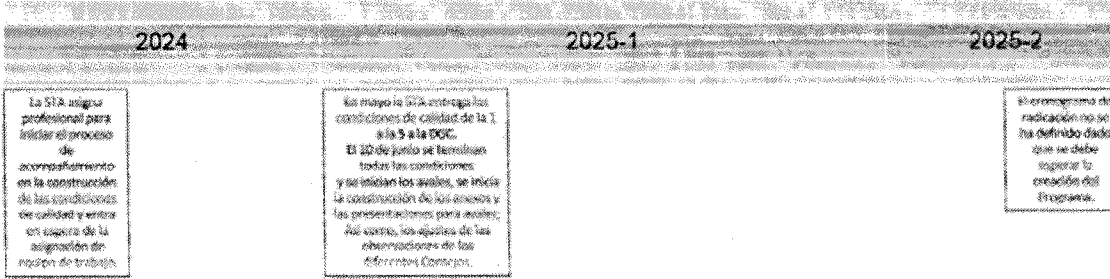 2024
2025-1
2025-2
La STA asigna
profesional para
iniciar el proceso
de
acompañamiento
en la construcción
de las condiciones
de calidad y entra
en espera de la
asignación de
equipo de trabajo.
En mayo la STA entrega las
condiciones de calidad de la 1
a la 5 a la DGC.
El 10 de junio se terminan
todas las condiciones
y se inician los avales, se inicia
la construcción de los anexos y
las presentaciones para avales;
Así como, los ajustes de las
observaciones de los
diferentes Consejos.
El cronograma de
radicación no se
ha definido dado
que se debe
esperar la
creación del
Programa.